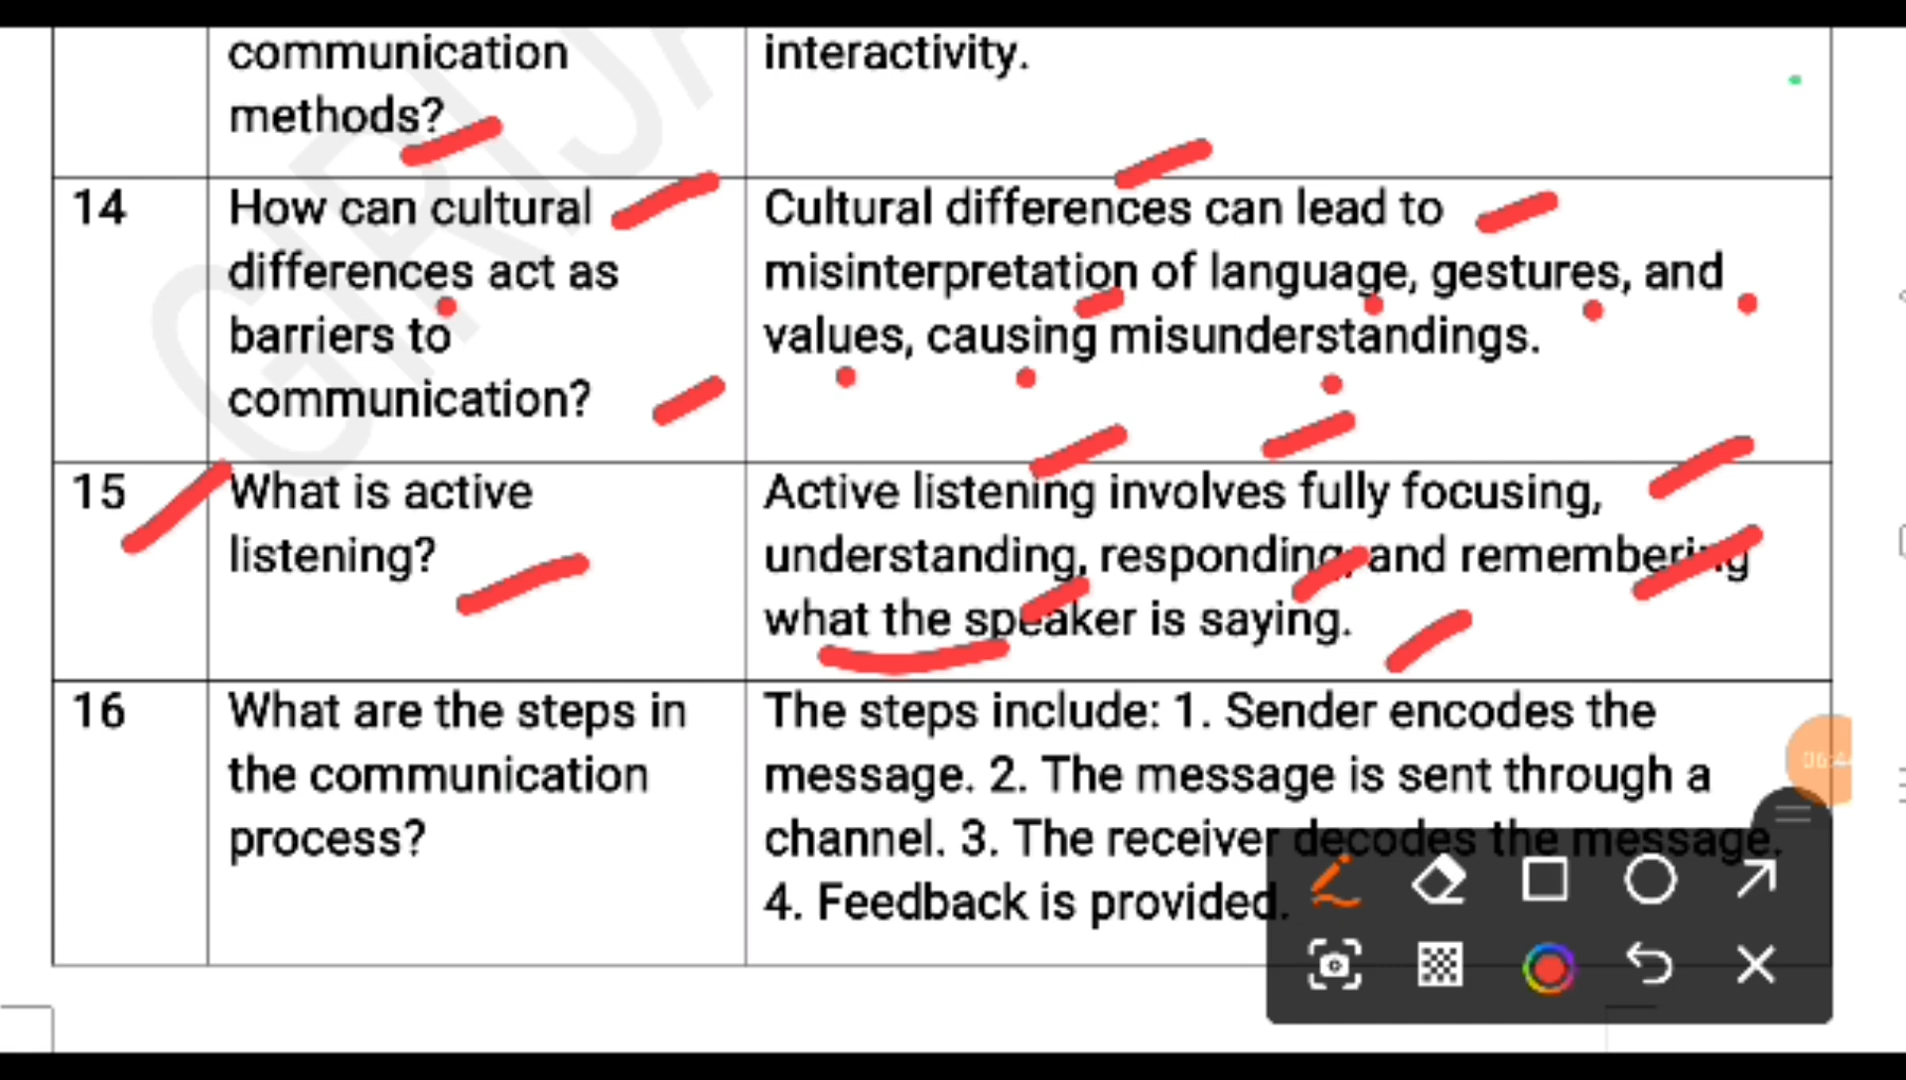 communication
methods?
interactivity.
14
How can cultural
differences act as
barriers to
communication?
Cultural differences can lead to
misinterpretation of language, gestures, and
values, causing misunderstandings.
15
What is active
listening?
Active listening involves fully focusing,
understanding, responding, and remembering
what the speaker is saying.
16
What are the steps in
the communication
process?
The steps include: 1. Sender encodes the
message. 2. The message is sent through a
channel. 3. The receiver decodes the message.
4. Feedback is provided.